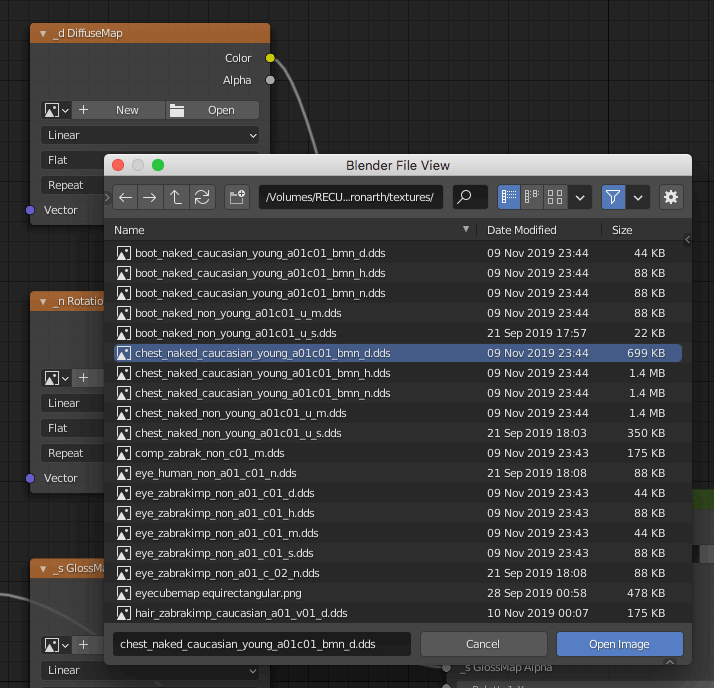 _d DiffuseMap
Color
Alpha
New Open
Linear
Flat
Repeat
Vector
Blender File View
/Volumes/RECU...ronarth/textures/
Name Date Modified Size
boot_naked_caucasian_young_a01c01_bmn_d.dds 09 Nov 2019 23:44 44 KB
boot_naked_caucasian_young_a01c01_bmn_h.dds 09 Nov 2019 23:44 88 KB
boot_naked_caucasian_young_a01c01_bmn_n.dds 09 Nov 2019 23:44 88 KB
boot_naked_non_young_a01c01_u_m.dds 09 Nov 2019 23:44 88 KB
boot_naked_non_young_a01c01_u_s.dds 21 Sep 2019 17:57 22 KB
chest_naked_caucasian_young_a01c01_bmn_d.dds 09 Nov 2019 23:44 699 KB
chest_naked_caucasian_young_a01c01_bmn_h.dds 09 Nov 2019 23:44 1.4 MB
chest_naked_caucasian_young_a01c01_bmn_n.dds 09 Nov 2019 23:44 1.4 MB
chest_naked_non_young_a01c01_u_m.dds 09 Nov 2019 23:44 1.4 MB
chest_naked_non_young_a01c01_u_s.dds 21 Sep 2019 18:03 350 KB
comp_zabrak_non_c01_m.dds 09 Nov 2019 23:44 175 KB
eye_human_non_a01_c01_n.dds 21 Sep 2019 18:08 88 KB
eye_zabrakimp_non_a01_c01_d.dds 09 Nov 2019 23:43 44 KB
eye_zabrakimp_non_a01_c01_h.dds 09 Nov 2019 23:43 88 KB
eye_zabrakimp_non_a01_c01_m.dds 09 Nov 2019 23:43 44 KB
eye_zabrakimp_non_a01_c01_s.dds 09 Nov 2019 23:43 88 KB
eye_zabrakimp_non_a01_c_02_n.dds 21 Sep 2019 18:08 88 KB
eyecubemap equirectangular.png 28 Sep 2019 00:58 478 KB
hair_zabrakimp_caucasian_a01_v01_d.dds 10 Nov 2019 00:07 175 KB
chest_naked_caucasian_young_a01c01_bmn_d.dds Cancel Open Image
_n Rotatio
Linear
Flat
Repeat
Vector
_s GlossMa
Linear
_s GlossMap Alpha